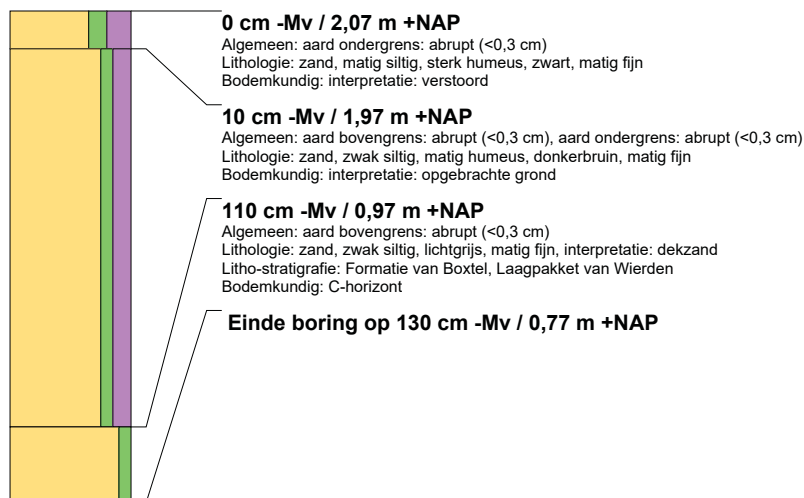 0 cm -Mv / 2,07 m +NAP
Algemeen: aard ondergrens: abrupt (<0,3 cm)
Lithologie: zand, matig siltig, sterk humeus, zwart, matig fijn
Bodemkundig: interpretatie: verstoord
10 cm -Mv / 1,97 m +NAP
Algemeen: aard bovengrens: abrupt (<0,3 cm), aard ondergrens: abrupt (<0,3 cm)
Lithologie: zand, zwak siltig, matig humeus, donkerbruin, matig fijn
Bodemkundig: interpretatie: opgebrachte grond
110 cm -Mv / 0,97 m +NAP
Algemeen: aard bovengrens: abrupt (<0,3 cm)
Lithologie: zand, zwak siltig, lichtgrijs, matig fijn, interpretatie: dekzand
Litho-stratigrafie: Formatie van Boxtel, Laagpakket van Wierden
Bodemkundig: C-horizont
Einde boring op 130 cm -Mv / 0,77 m +NAP